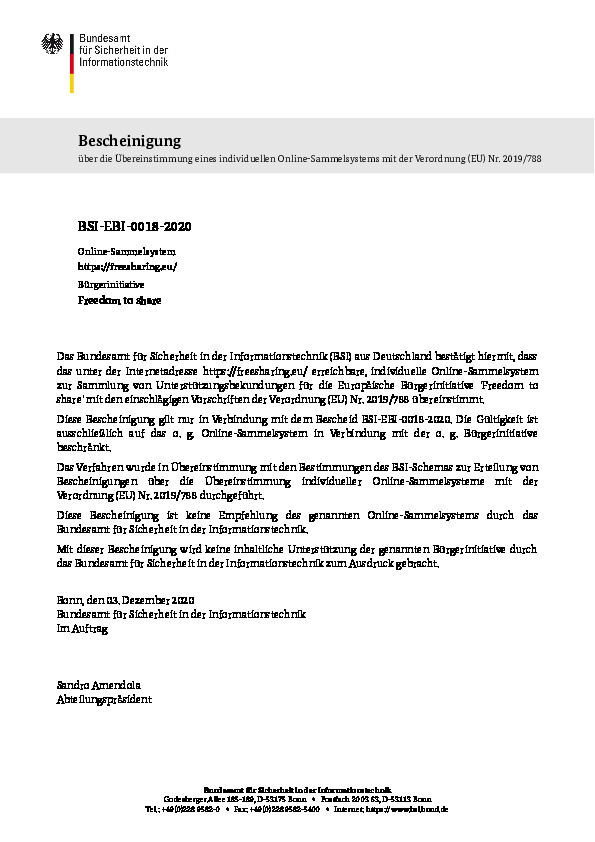 Bundesamt
für Sicherheit in der
Informationstechnik
Bescheinigung
über die Übereinstimmung eines individuellen Online-Sammelsystems mit der Verordnung (EU) Nr. 2019/788
BSI-EBI-0018-2020
Online-Sammelsystem
https://freesharing.eu/
Bürgerinitiative
Freedom to share
Das Bundesamt für Sicherheit in der Informationstechnik (BSI) aus Deutschland bestätigt hiermit, dass
das unter der Internetadresse https://freesharing.eu/ erreichbare, individuelle Online-Sammelsystem
zur Sammlung von Unterstützungsbekundungen für die Europäische Bürgerinitiative 'Freedom to
share' mit den einschlägigen Vorschriften der Verordnung (EU) Nr. 2019/788 übereinstimmt.
Diese Bescheinigung gilt nur in Verbindung mit dem Bescheid BSI-EBI-0018-2020. Die Gültigkeit ist
ausschließlich auf das o. g. Online-Sammelsystem in Verbindung mit der o. g. Bürgerinitiative
beschränkt.
Das Verfahren wurde in Übereinstimmung mit den Bestimmungen des BSI-Schemas zur Erteilung von
Bescheinigungen über die Übereinstimmung individueller Online-Sammelsysteme mit der
Verordnung (EU) Nr. 2019/788 durchgeführt.
Diese Bescheinigung ist keine Empfehlung des genannten Online-Sammelsystems durch das
Bundesamt für Sicherheit in der Informationstechnik.
Mit dieser Bescheinigung wird keine inhaltliche Unterstützung der genannten Bürgerinitiative durch
das Bundesamt für Sicherheit in der Informationstechnik zum Ausdruck gebracht.
Bonn, den 03. Dezember 2020
Bundesamt für Sicherheit in der Informationstechnik
Im Auftrag
Sandro Amendola
Abteilungspräsident
Bundesamt für Sicherheit in der Informationstechnik
Godesberger Allee 185-189, D-53175 Bonn • Postfach 20 03 63, D-53133 Bonn
Tel.: +49 (0)228 9582-0 • Fax: +49 (0)228 9582-5400 • Internet: https://www.bsi.bund.de